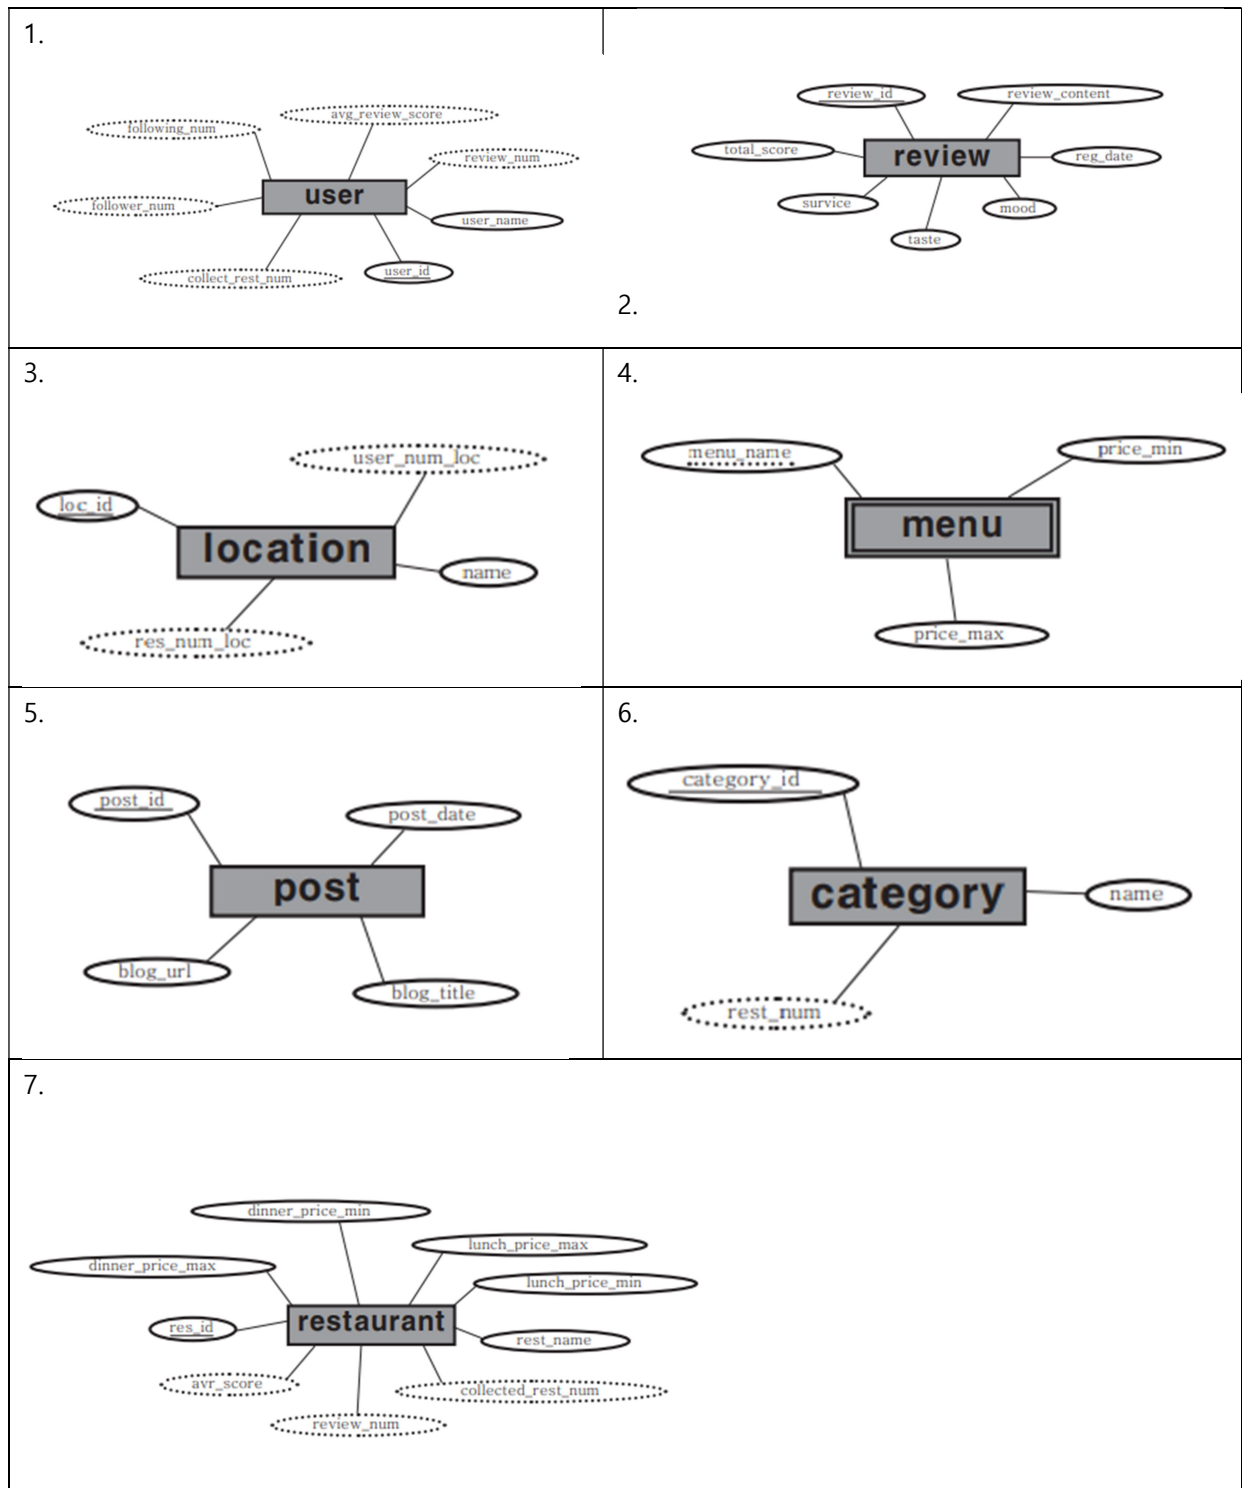 1.
avg_review_score
following_num
review_num
user
follower_num
user_name
user_id
collect_rest_num
review_id
review_content
total_score
review
reg_date
survice
mood
taste
2.
3.
user_num_loc
loc_id
location
name
res_num_loc
4.
menu_name
price_min
menu
price_max
5.
post_id
post_date
post
blog_url
blog_title
6.
category_id
category
name
rest_num
7.
dinner_price_min
lunch_price_max
dinner_price_max
lunch_price_min
restaurant
res_id
rest_name
avr_score
collected_rest_num
review_num